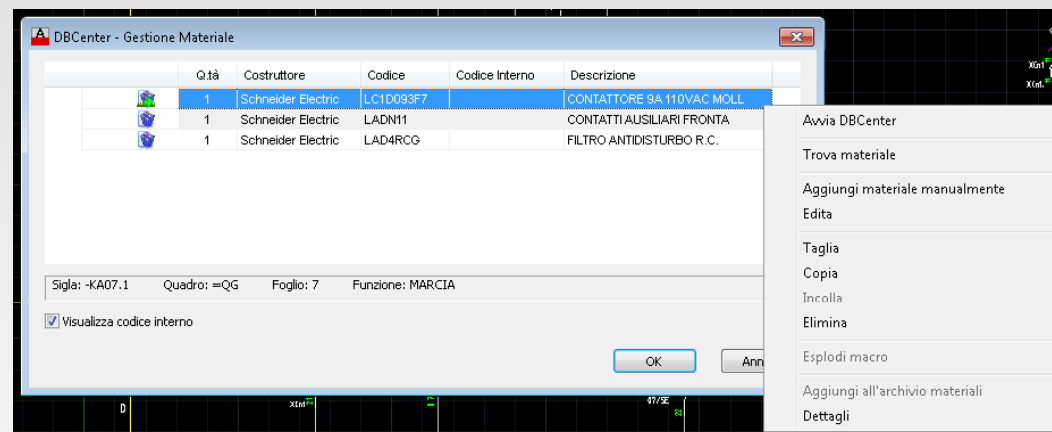 DBCenter - Gestione Materiale
Q.tà Costruttore Codice Codice Interno Descrizione
1 Schneider Electric LC1D093F7 CONTATTORE 9A 110VAC MOLL
1 Schneider Electric LADN11 CONTATTI AUSILIARI FRONTA
1 Schneider Electric LAD4RCG FILTRO ANTIDISTURBO R.C.
Sigla: -KA07.1 Quadro: =QG Foglio: 7 Funzione: MARCIA
Visualizza codice interno
OK Ann
Avvia DBCenter
Trova materiale
Aggiungi materiale manualmente
Edita
Taglia
Copia
Incolla
Elimina
Esplodi macro
Aggiungi all'archivio materiali
Dettagli
D